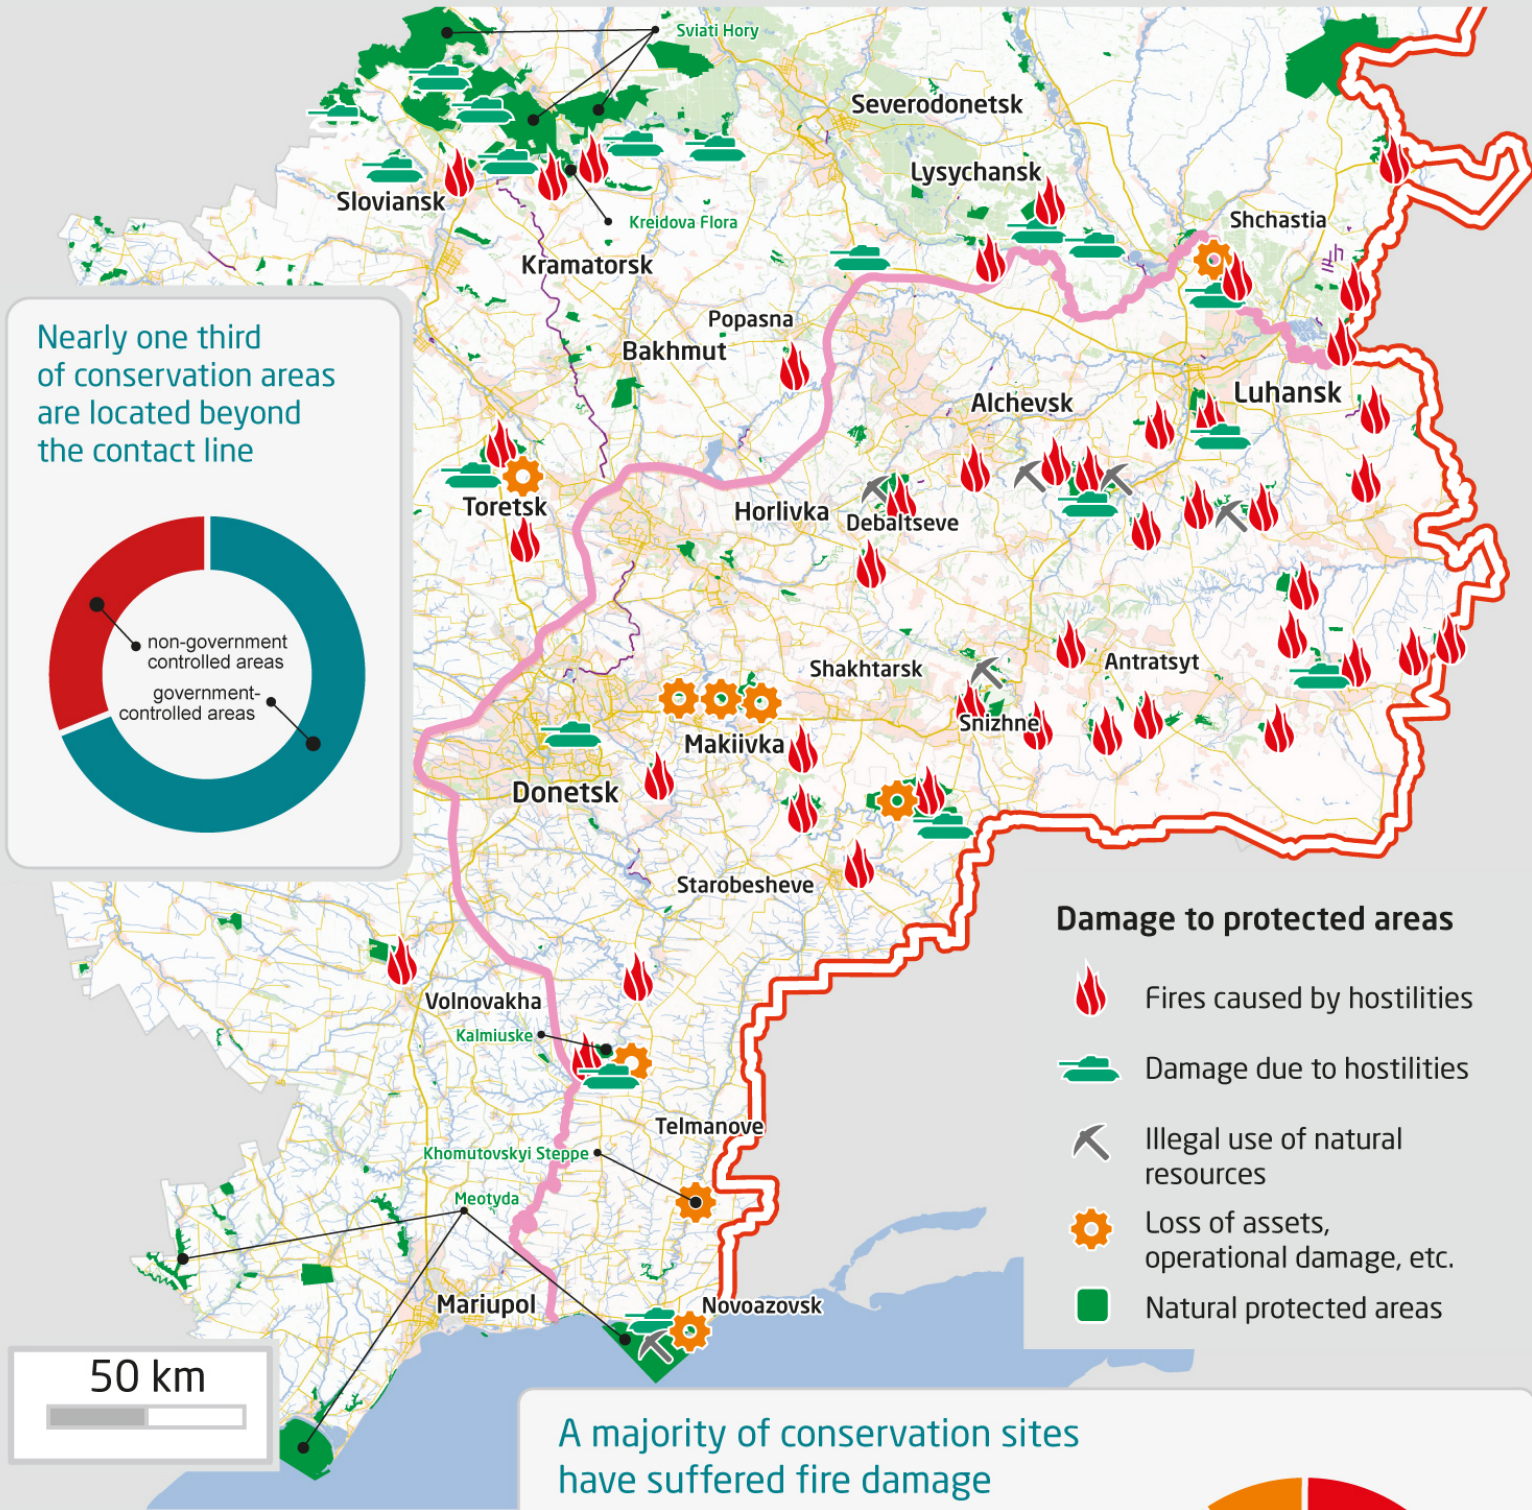 Sviati Hory
Severodonetsk
Lysychansk
Sloviansk
Shchastia
Kreidova Flora
Kramatorsk
Popasna
Bakhmut
Nearly one third
of conservation areas
are located beyond
the contact line
Luhansk
Alchevsk
Toretsk
Horlivka
Debaltseve
non-government
controlled areas
government-
controlled areas
Shakhtarsk
Antratsyt
Snizhne
Makiivka
Donetsk
Starobesheve
Damage to protected areas
Fires caused by hostilities
Damage due to hostilities
Illegal use of natural
resources
Loss of assets,
operational damage, etc.
Natural protected areas
Volnovakha
Kalmiuske
Telmanove
Khomutovskyi Steppe
Meotyda
Mariupol
Novoazovsk
50 km
A majority of conservation sites
have suffered fire damage